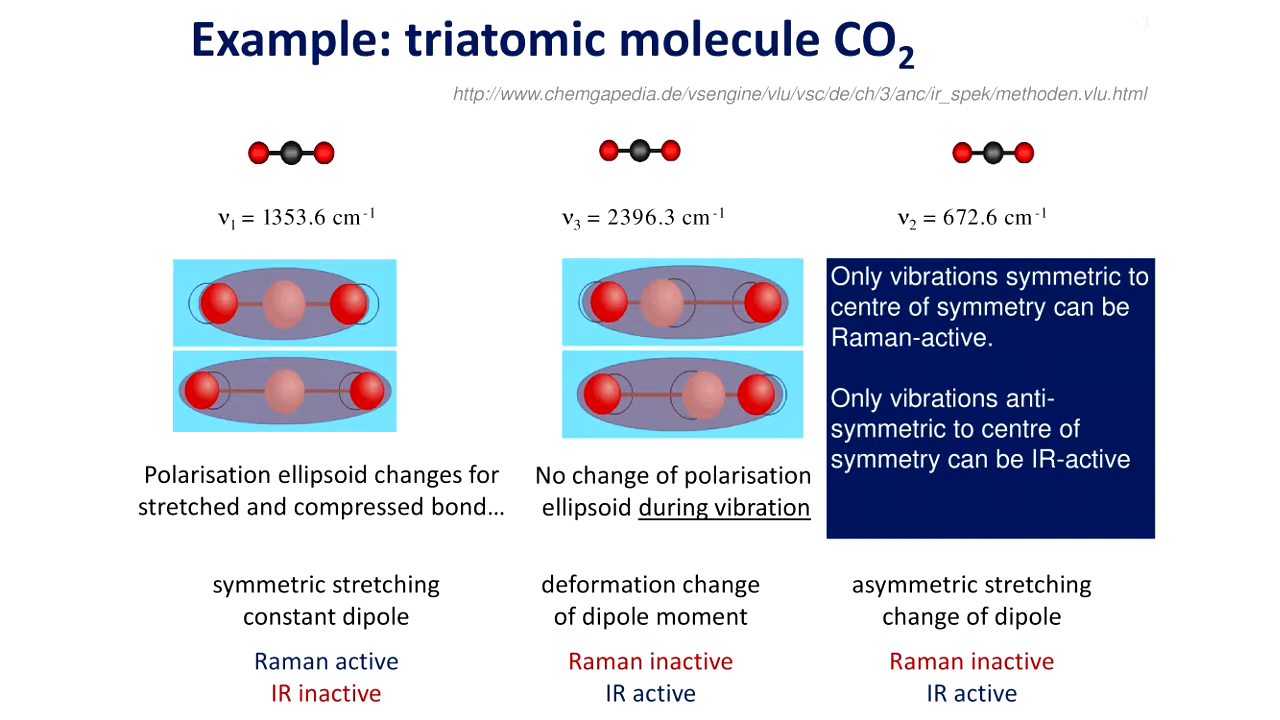 Example: triatomic molecule CO₂
13
http://www.chemgapedia.de/vsengine/vlu/vsc/de/ch/3/anc/ir_spek/methoden.vlu.html
ν₁ = 1353.6 cm⁻¹
ν₃ = 2396.3 cm⁻¹
ν₂ = 672.6 cm⁻¹
Polarisation ellipsoid changes for
stretched and compressed bond…
No change of polarisation
ellipsoid during vibration
Only vibrations symmetric to
centre of symmetry can be
Raman-active.
Only vibrations anti-
symmetric to centre of
symmetry can be IR-active
symmetric stretching
constant dipole
Raman active
IR inactive
deformation change
of dipole moment
Raman inactive
IR active
asymmetric stretching
change of dipole
Raman inactive
IR active